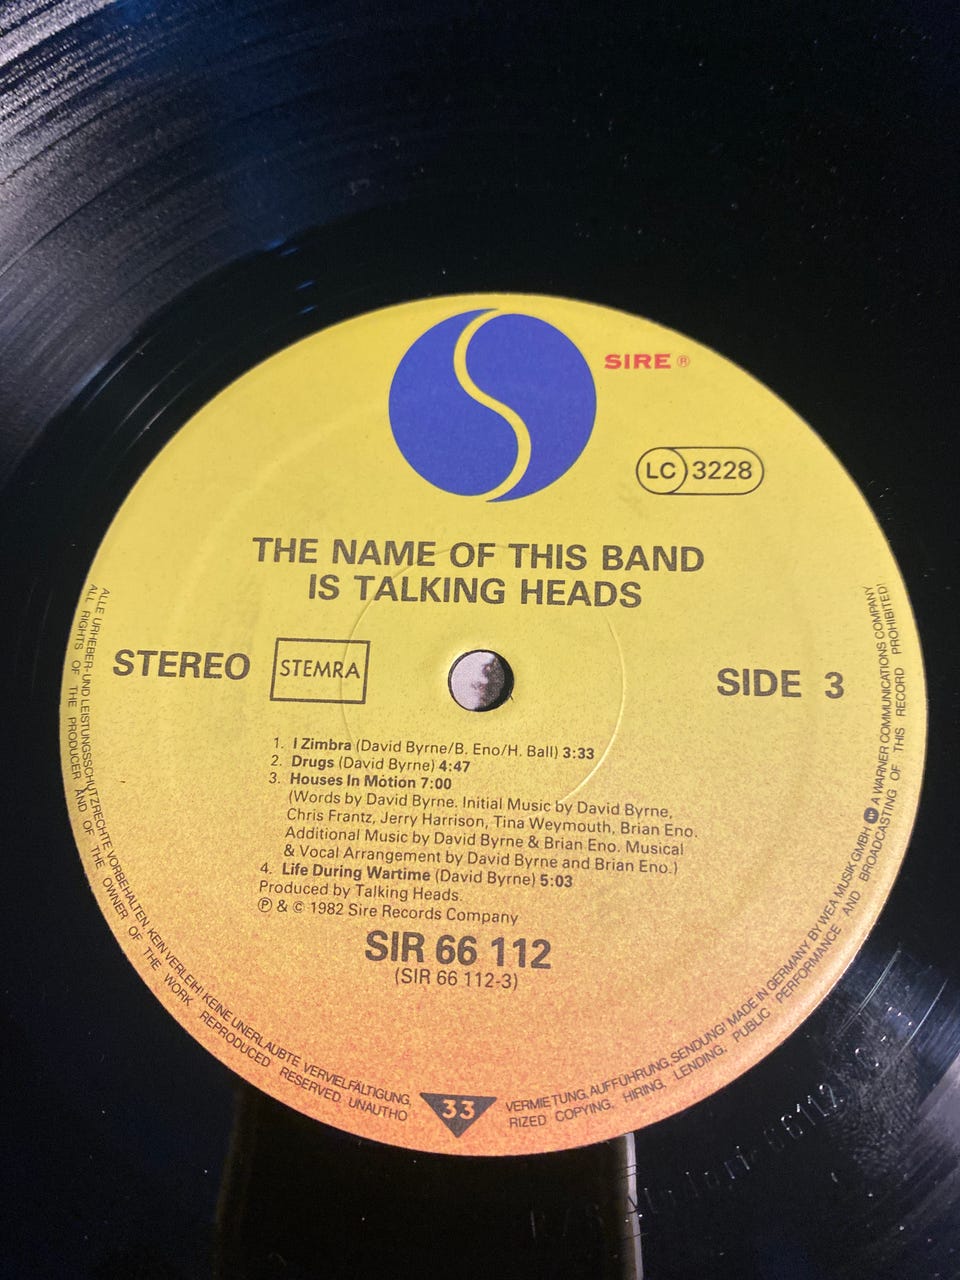 SIRE ®
LC 3228
THE NAME OF THIS BAND
IS TALKING HEADS
STEREO STEMRA
SIDE 3
1. I Zimbra (David Byrne/B. Eno/H. Ball) 3:33
2. Drugs (David Byrne) 4:47
3. Houses In Motion 7:00
(Words by David Byrne. Initial Music by David Byrne,
Chris Frantz, Jerry Harrison, Tina Weymouth, Brian Eno.
Additional Music by David Byrne & Brian Eno. Musical
& Vocal Arrangement by David Byrne and Brian Eno.)
4. Life During Wartime (David Byrne) 5:03
Produced by Talking Heads.
Ⓟ & © 1982 Sire Records Company
SIR 66 112
(SIR 66 112-3)
ALLE URHEBER- UND LEISTUNGSSCHUTZRECHTE VORBEHALTEN. KEIN VERLEIH! KEINE UNERLAUBTE VERVIELFÄLTIGUNG, VERMIETUNG, AUFFÜHRUNG, SENDUNG! MADE IN GERMANY BY WEA MUSIK GMBH A WARNER COMMUNICATIONS COMPANY
ALL RIGHTS OF THE PRODUCER AND OF THE OWNER OF THE WORK REPRODUCED RESERVED. UNAUTHORIZED COPYING, HIRING, LENDING, PUBLIC PERFORMANCE AND BROADCASTING OF THIS RECORD PROHIBITED!
33